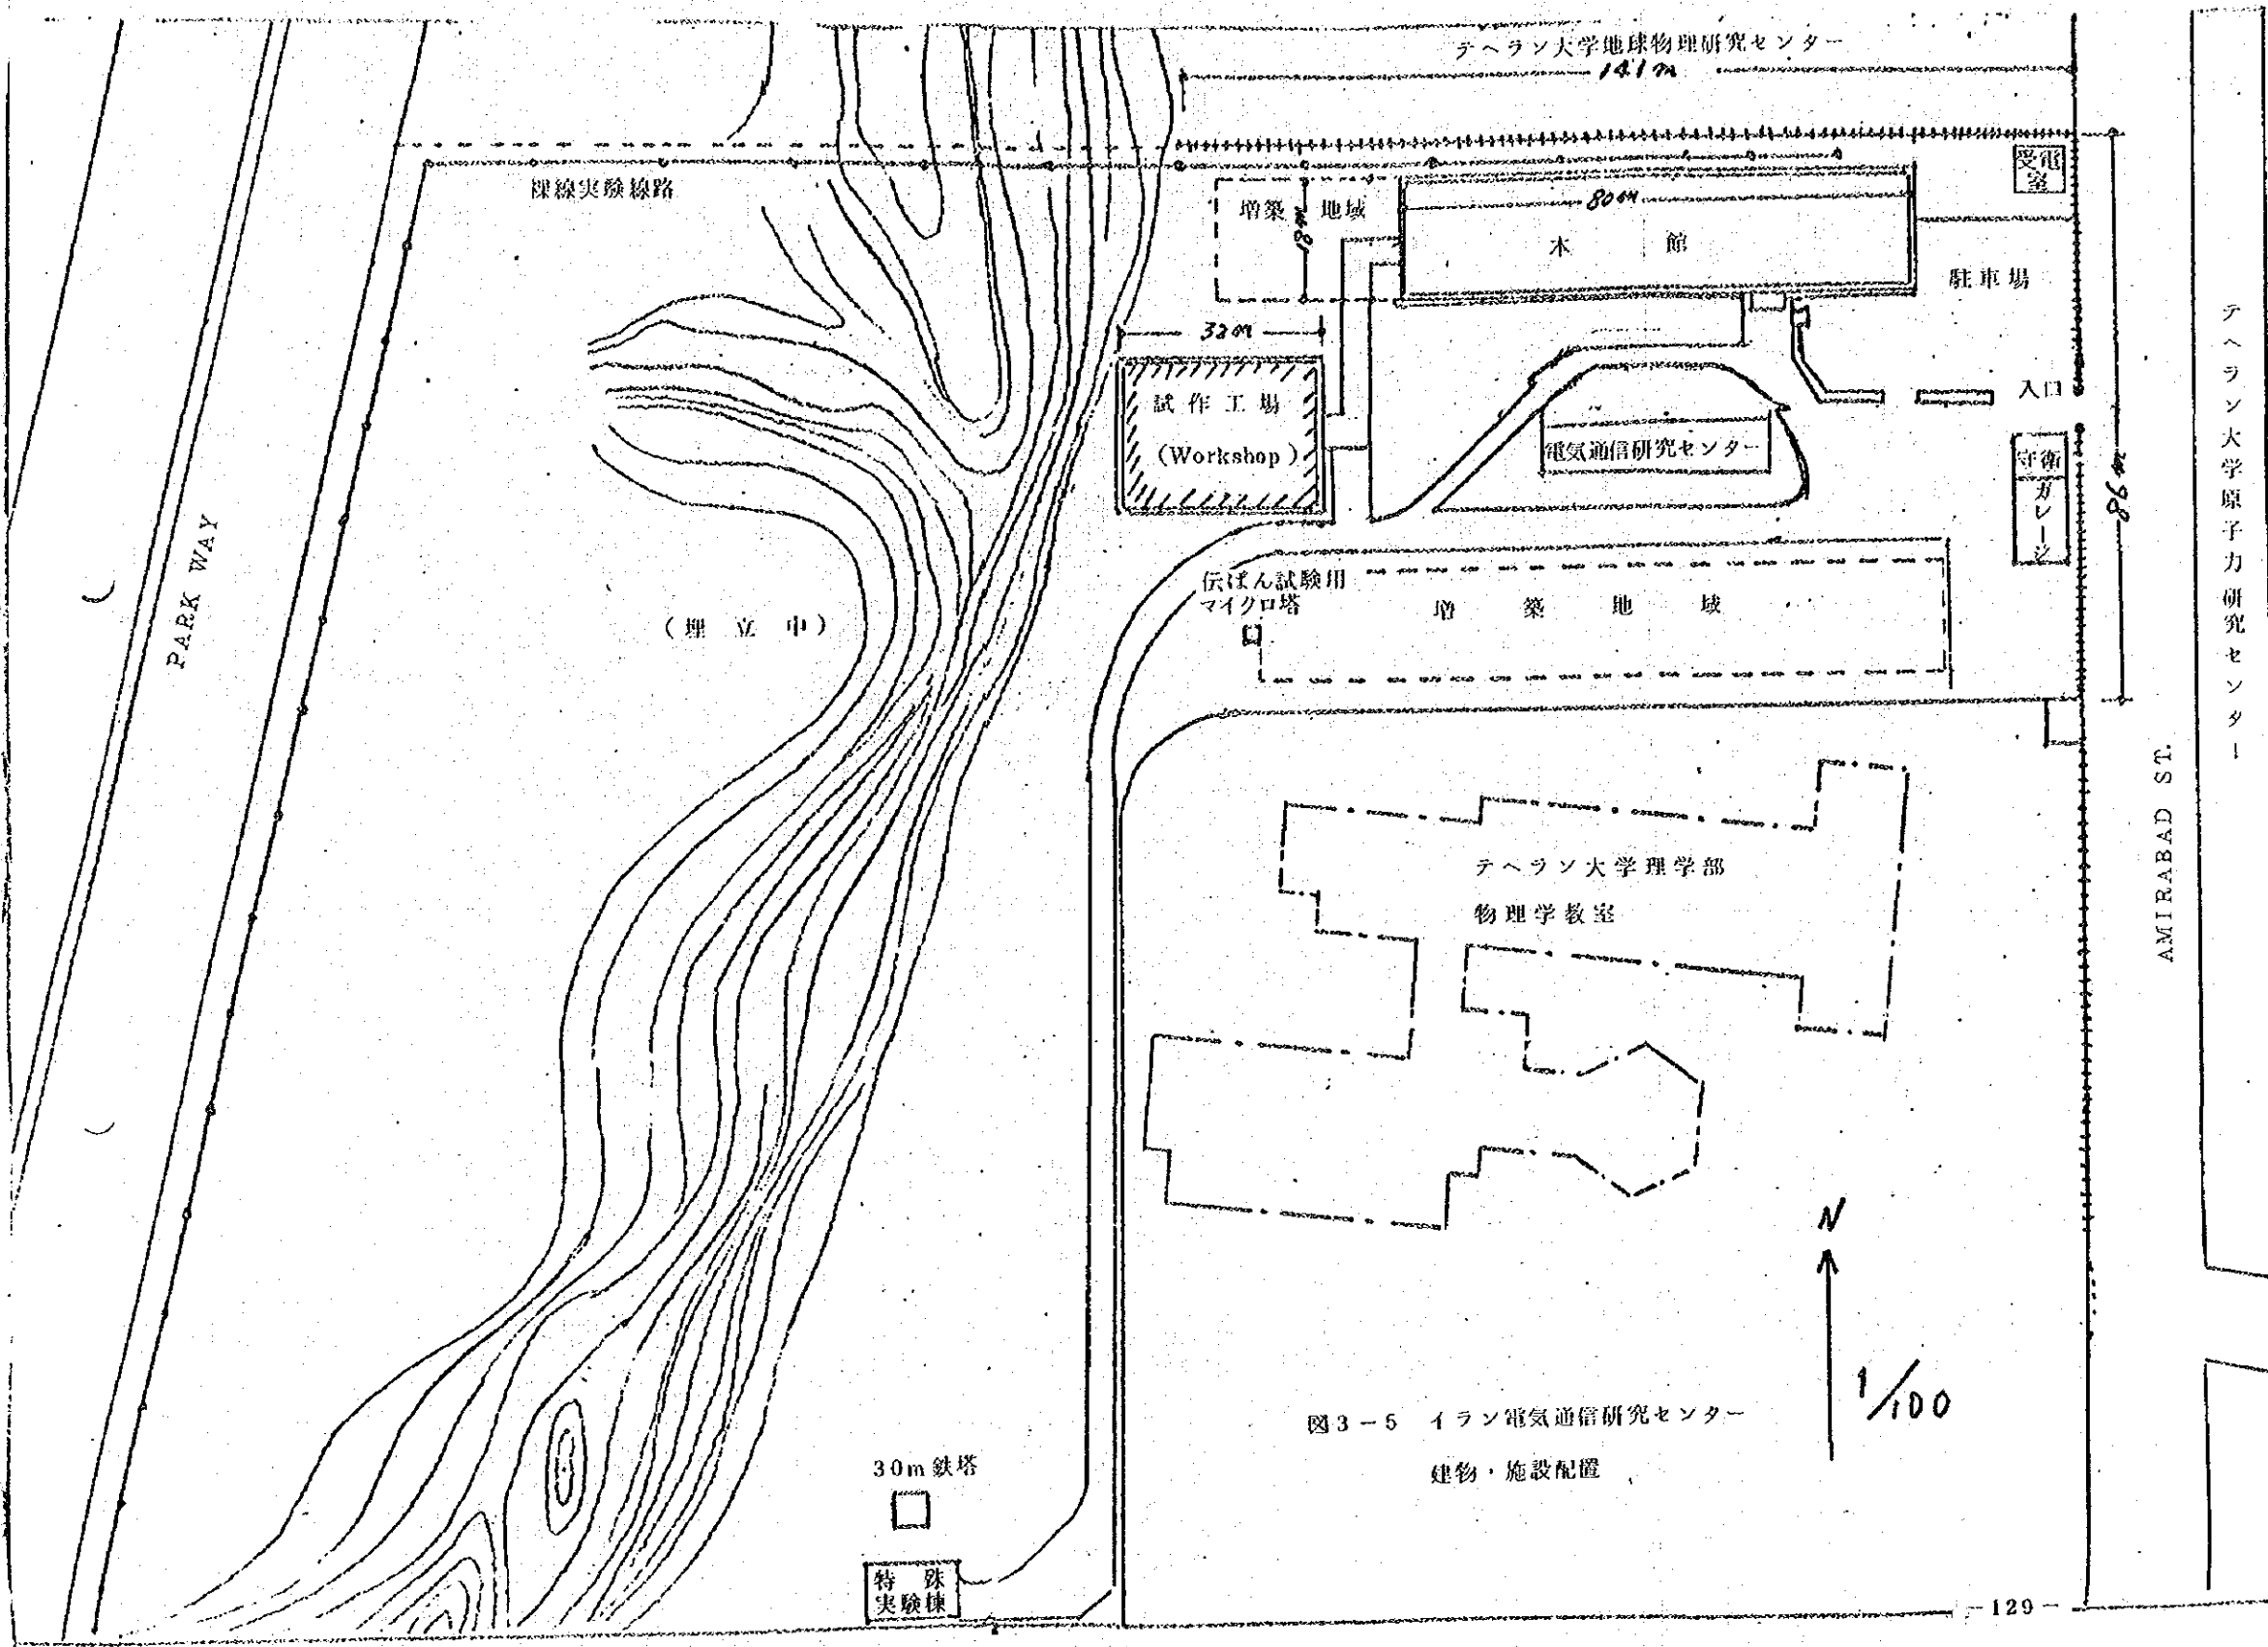 テヘラン大学地球物理研究センター
141m
裸線実験線路
増築 地域
18m
80m
本館
受電室
駐車場
32m
試作工場
(Workshop)
電気通信研究センター
入口
守衛
ガレージ
98m
テヘラン大学原子力研究センター
PARK WAY
(埋立中)
伝ぱん試験用
マイクロ塔
増築地域
AMIRABAD ST.
テヘラン大学理学部
物理学教室
N
1/100
図3-5 イラン電気通信研究センター
建物・施設配置
30m鉄塔
特殊
実験棟
-129-